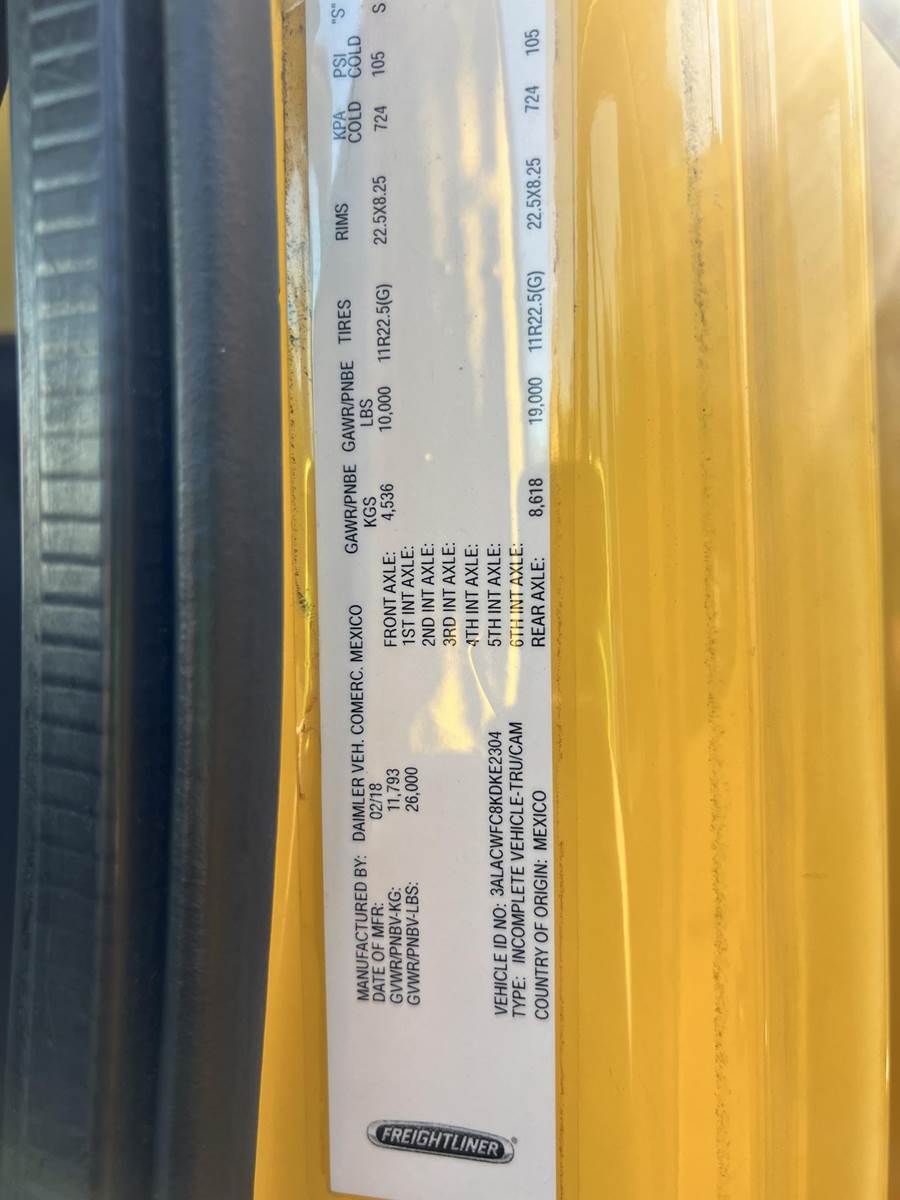 FREIGHTLINER®
MANUFACTURED BY: DAIMLER VEH. COMERC. MEXICO
DATE OF MFR: 02/18
GVWR/PNBV-KG: 11,793
GVWR/PNBV-LBS: 26,000
VEHICLE ID NO: 3ALACWFC8KDKE2304
TYPE: INCOMPLETE VEHICLE-TRU/CAM
COUNTRY OF ORIGIN: MEXICO
GAWR/PNBE GAWR/PNBE TIRES RIMS KPA PSI "S"
KGS LBS COLD COLD
FRONT AXLE: 4,536 10,000 11R22.5(G) 22.5X8.25 724 105 S
1ST INT AXLE:
2ND INT AXLE:
3RD INT AXLE:
4TH INT AXLE:
5TH INT AXLE:
6TH INT AXLE:
REAR AXLE: 8,618 19,000 11R22.5(G) 22.5X8.25 724 105